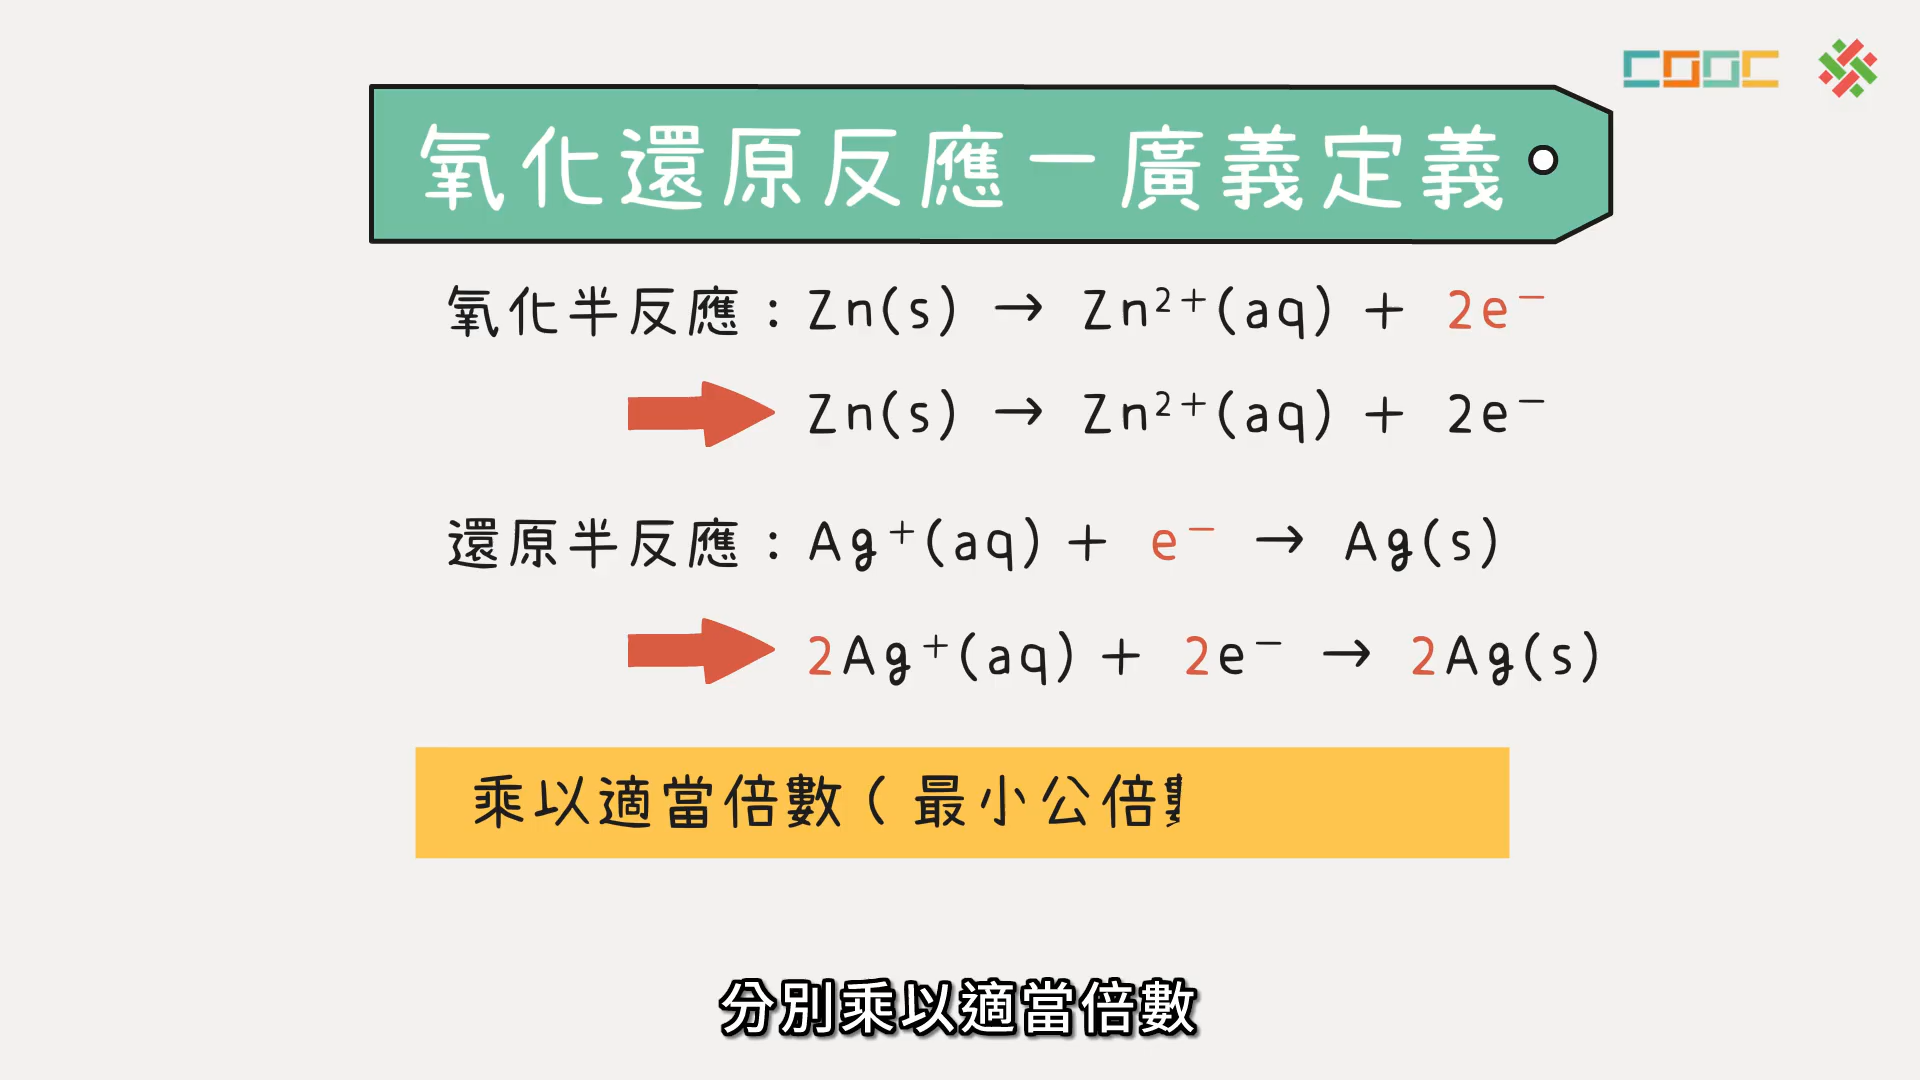 COOC
氧化還原反應—廣義定義
氧化半反應：Zn(s) → Zn²⁺(aq) + 2e⁻
Zn(s) → Zn²⁺(aq) + 2e⁻
還原半反應：Ag⁺(aq) + e⁻ → Ag(s)
2Ag⁺(aq) + 2e⁻ → 2Ag(s)
乘以適當倍數（最小公倍
分別乘以適當倍數